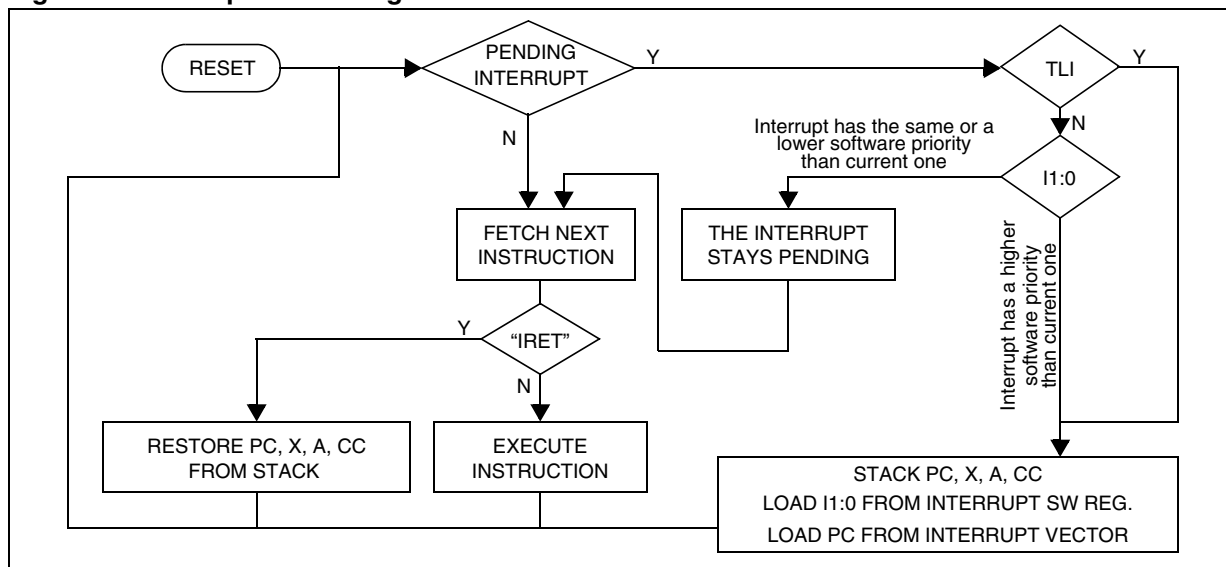 RESET
PENDING
INTERRUPT
Y
TLI
Y
N
N
Interrupt has the same or a
lower software priority
than current one
I1:0
FETCH NEXT
INSTRUCTION
THE INTERRUPT
STAYS PENDING
Interrupt has a higher
software priority
than current one
Y
“IRET”
N
RESTORE PC, X, A, CC
FROM STACK
EXECUTE
INSTRUCTION
STACK PC, X, A, CC
LOAD I1:0 FROM INTERRUPT SW REG.
LOAD PC FROM INTERRUPT VECTOR